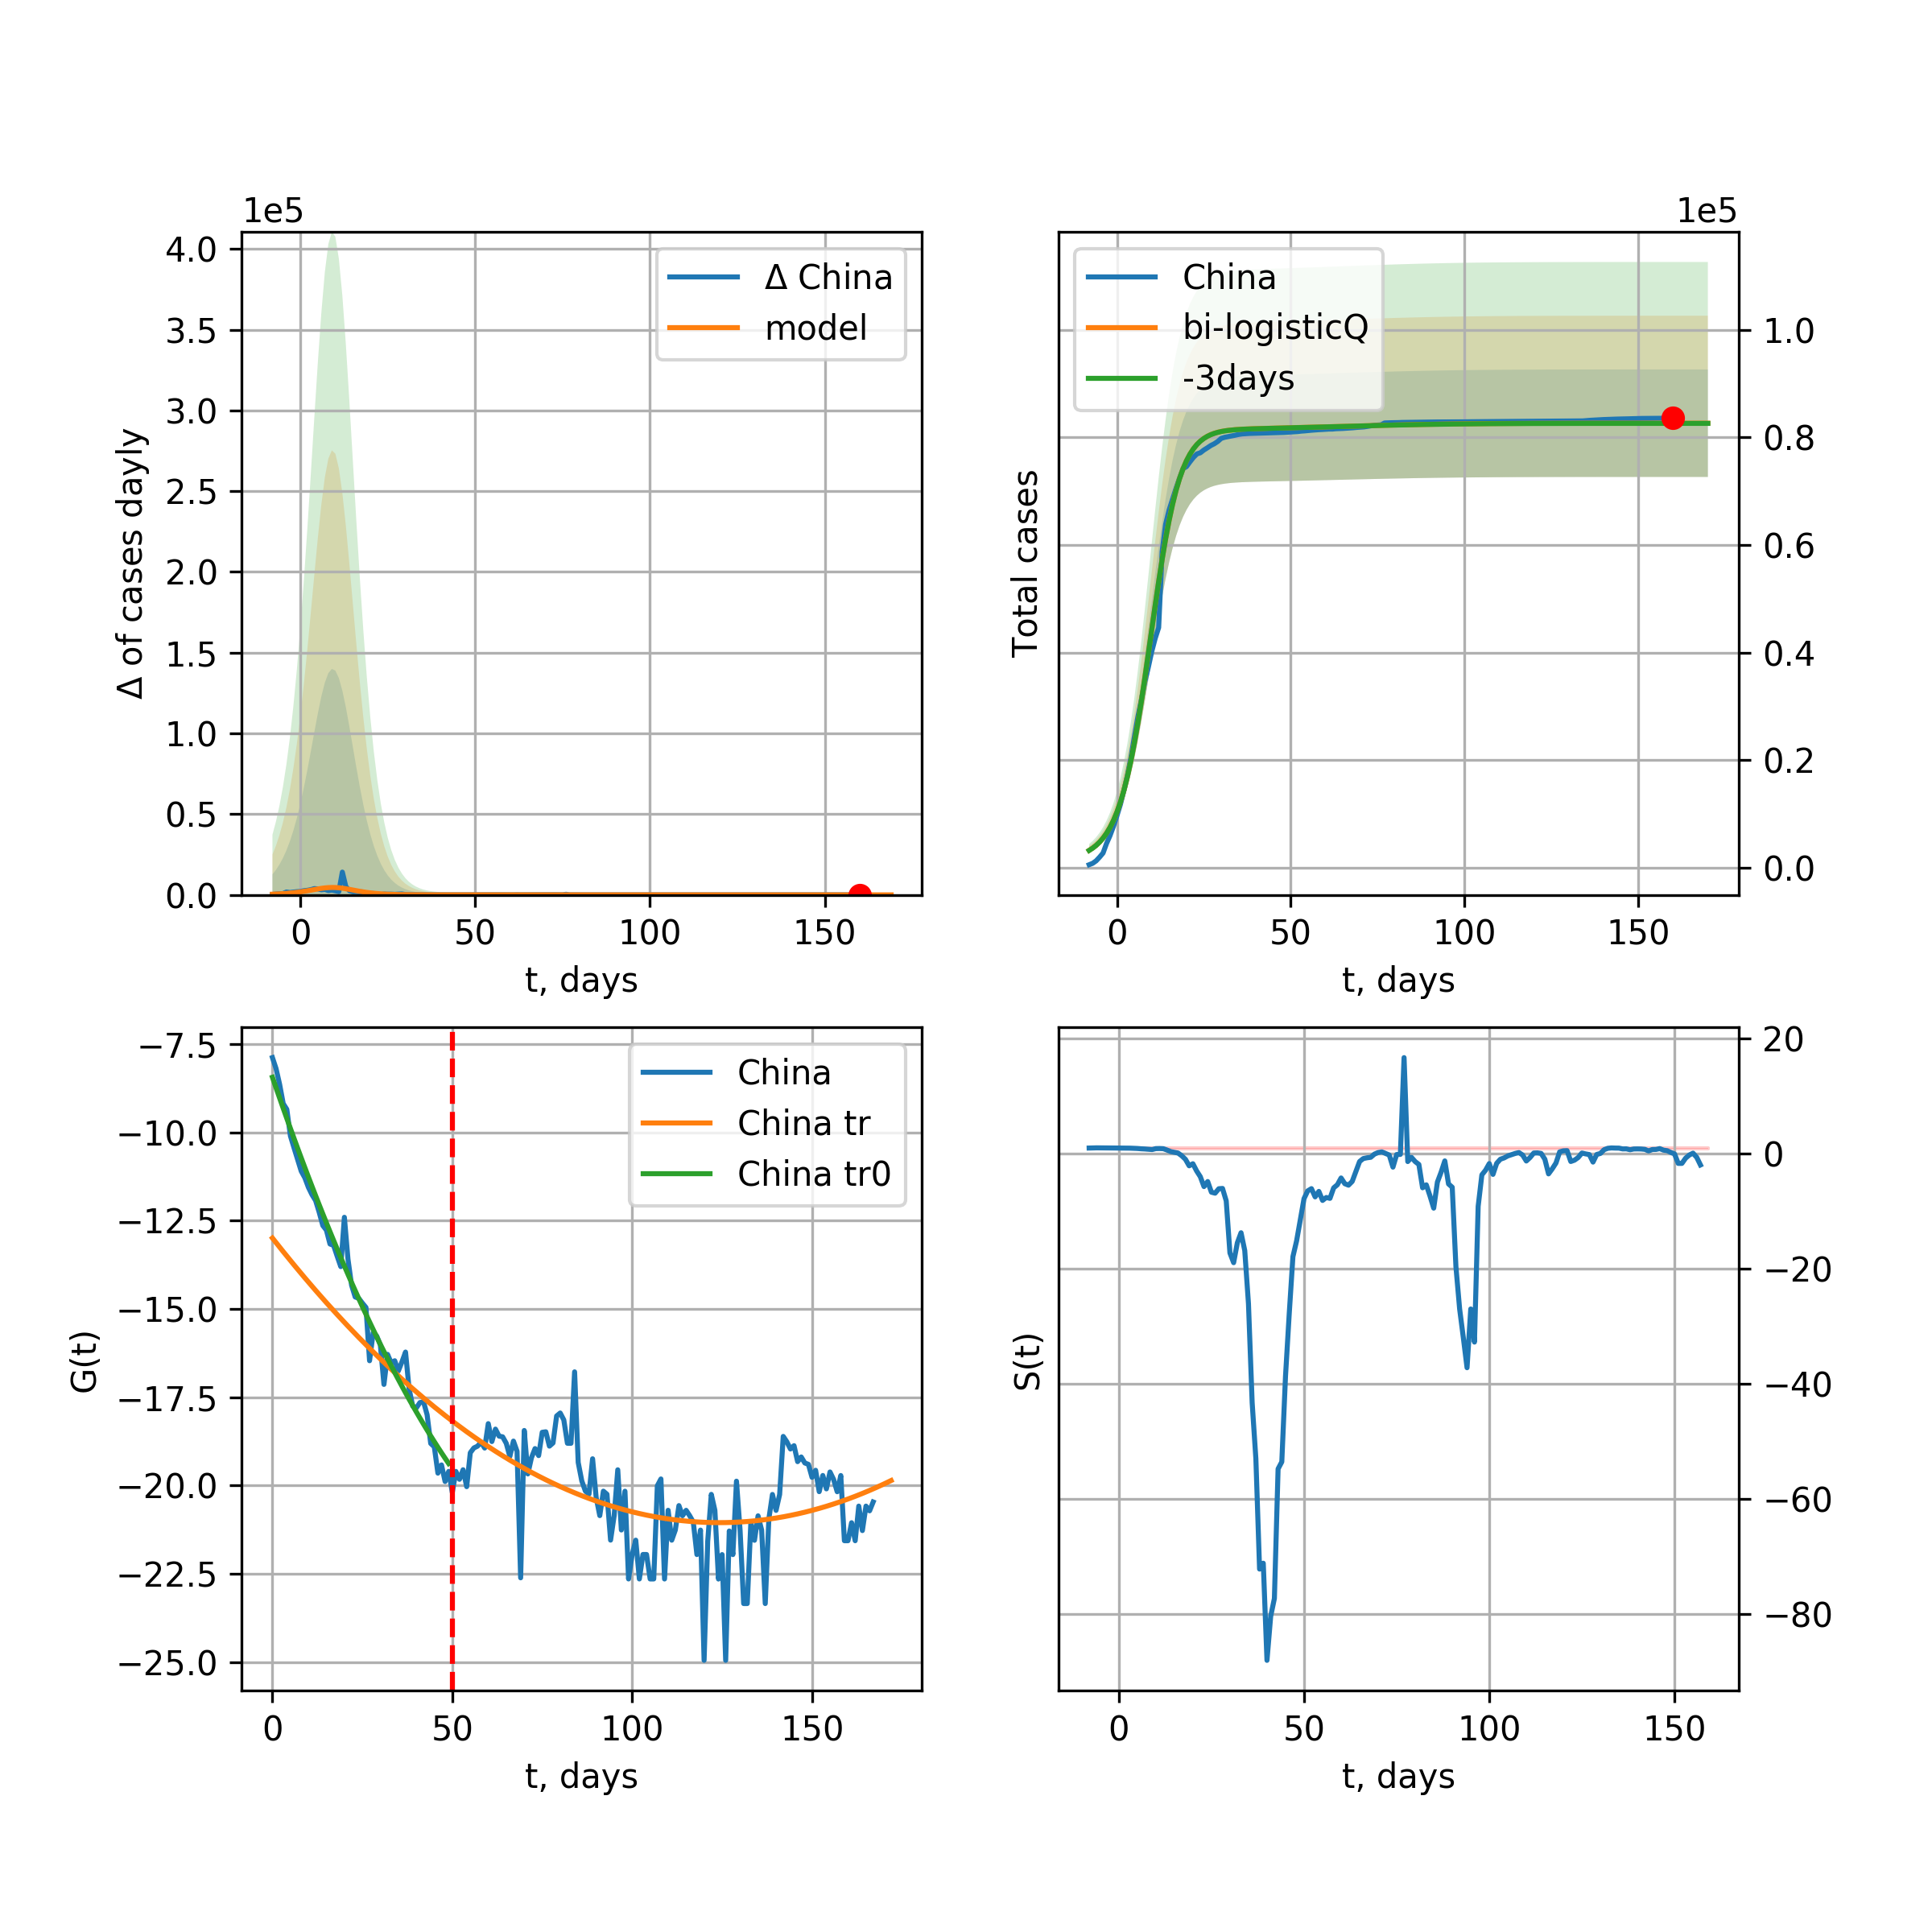 1e5
4.0
3.5
3.0
2.5
2.0
1.5
1.0
0.5
0.0
Δ of cases dayly
Δ China
model
0 50 100 150
t, days
1e5
1.0
0.8
0.6
0.4
0.2
0.0
Total cases
China
bi-logisticQ
-3days
0 50 100 150
t, days
−7.5
−10.0
−12.5
−15.0
−17.5
−20.0
−22.5
−25.0
G(t)
China
China tr
China tr0
0 50 100 150
t, days
20
0
−20
−40
−60
−80
S(t)
0 50 100 150
t, days